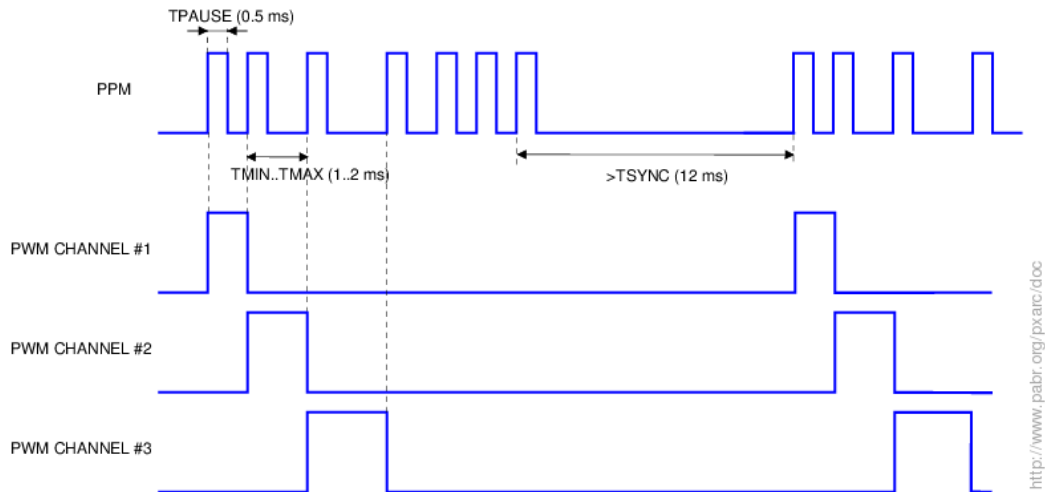 TPAUSE (0.5 ms)
PPM
TMIN..TMAX (1..2 ms)
>TSYNC (12 ms)
PWM CHANNEL #1
PWM CHANNEL #2
PWM CHANNEL #3
http://www.pabr.org/pxarc/doc